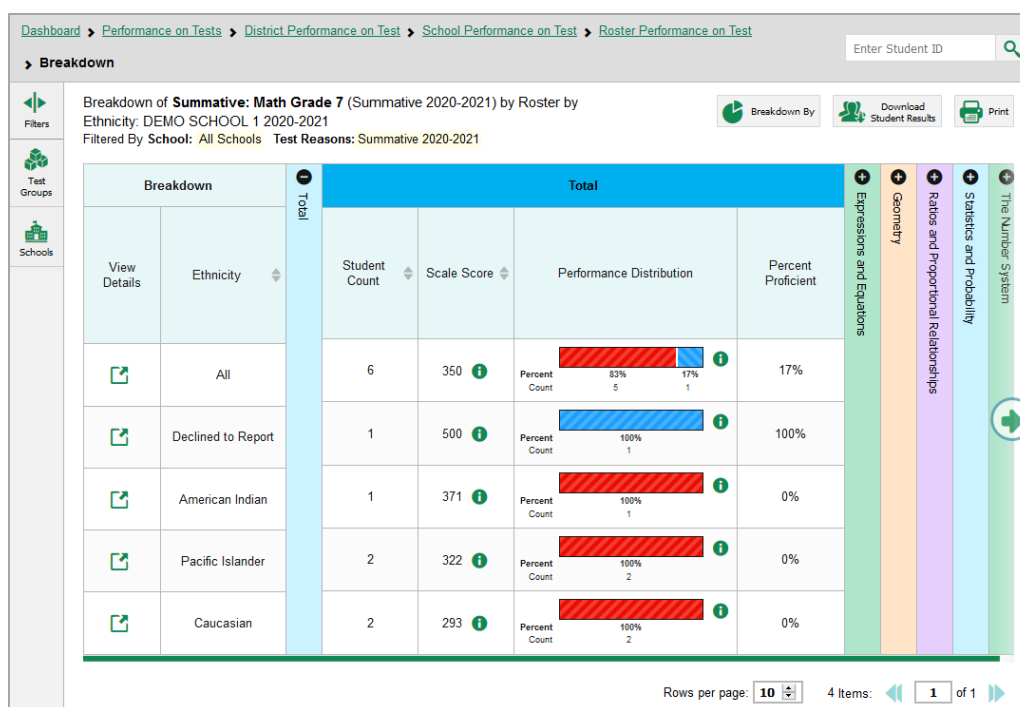 Dashboard > Performance on Tests > District Performance on Test > School Performance on Test > Roster Performance on Test
> Breakdown
Enter Student ID
Filters
Test
Groups
Schools
Breakdown of Summative: Math Grade 7 (Summative 2020-2021) by Roster by
Ethnicity: DEMO SCHOOL 1 2020-2021
Filtered By School: All Schools Test Reasons: Summative 2020-2021
Breakdown By
Download
Student Results
Print
Breakdown
Total
Total
Expressions and Equations
Geometry
Ratios and Proportional Relationships
Statistics and Probability
The Number System
View
Details
Ethnicity
Student
Count
Scale Score
Performance Distribution
Percent
Proficient
All 6 350 17%
Percent 83% 17%
Count 5 1
Declined to Report 1 500 100%
Percent 100%
Count 1
American Indian 1 371 0%
Percent 100%
Count 1
Pacific Islander 2 322 0%
Percent 100%
Count 2
Caucasian 2 293 0%
Percent 100%
Count 2
Rows per page: 10 4 Items: 1 of 1